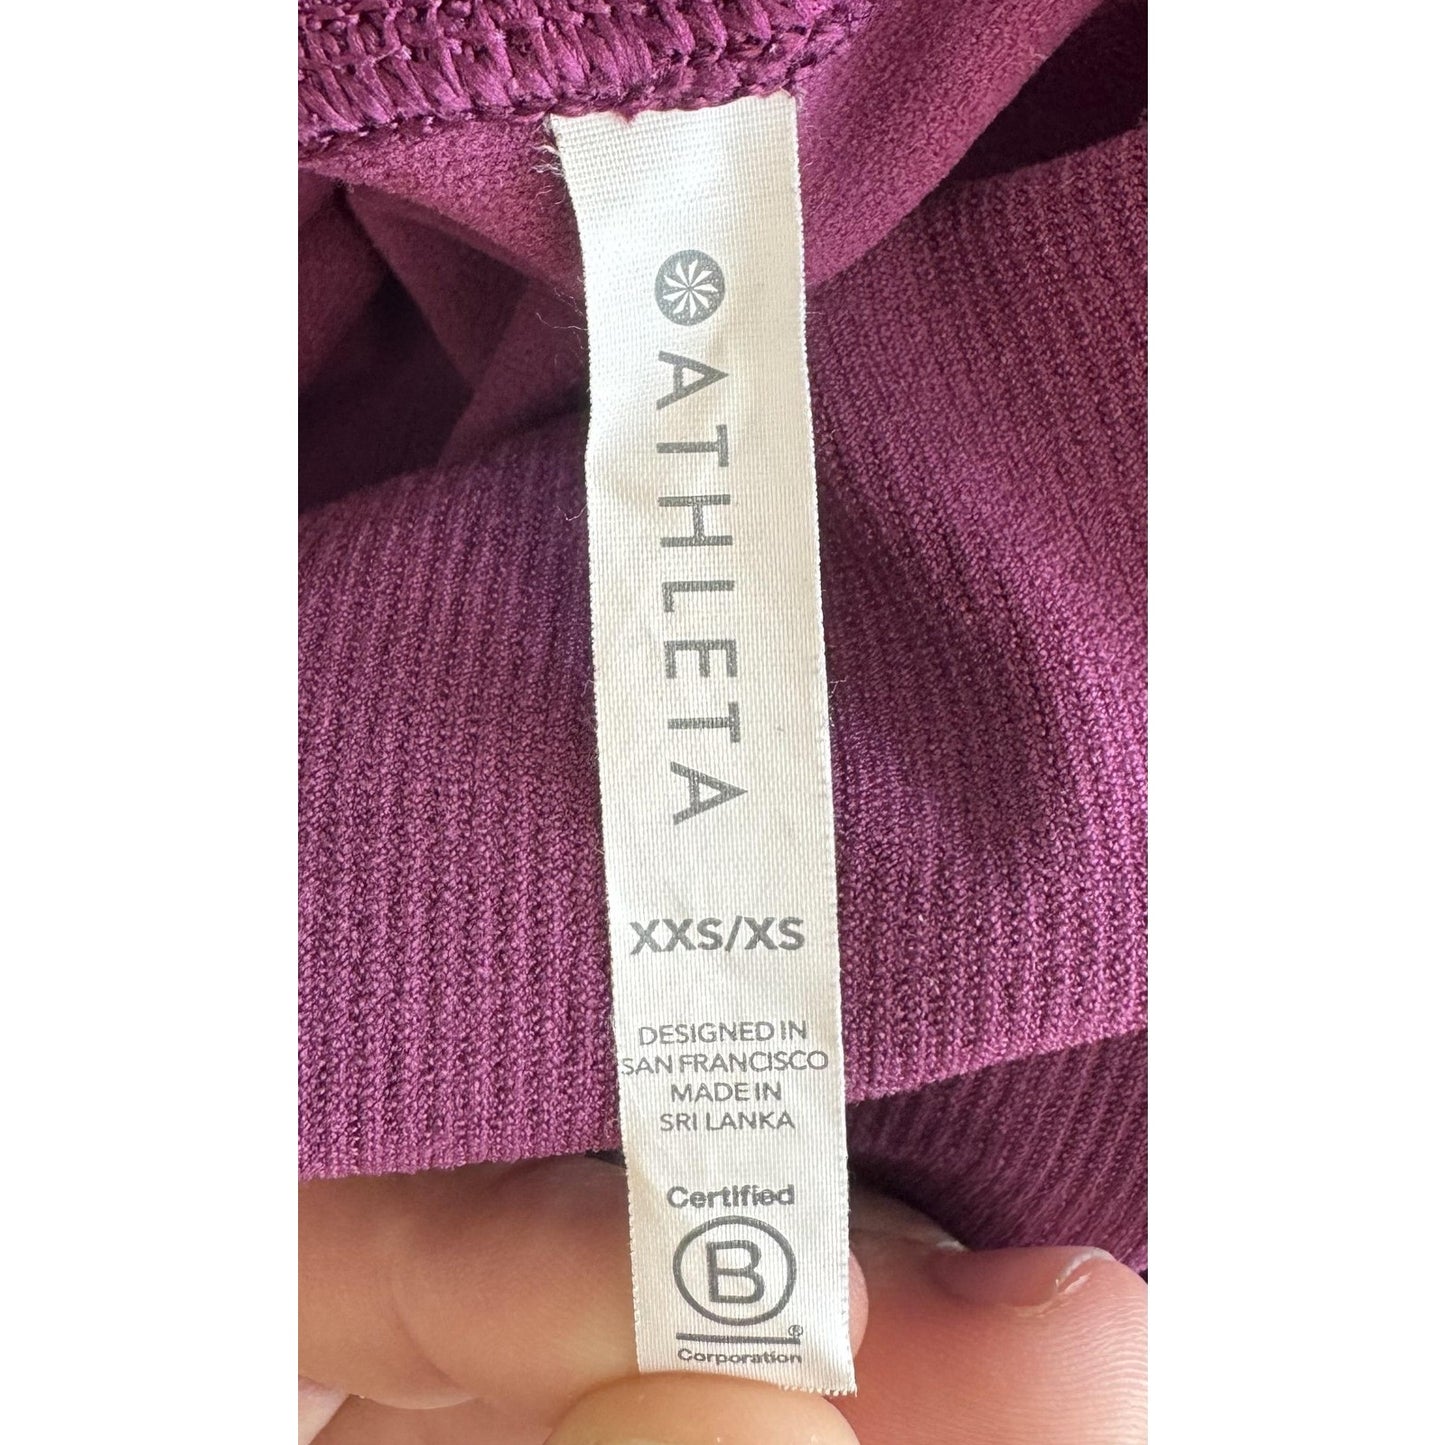 ATHLETA
XXS/XS
DESIGNED IN
SAN FRANCISCO
MADE IN
SRI LANKA
Certified
B
®
Corporation